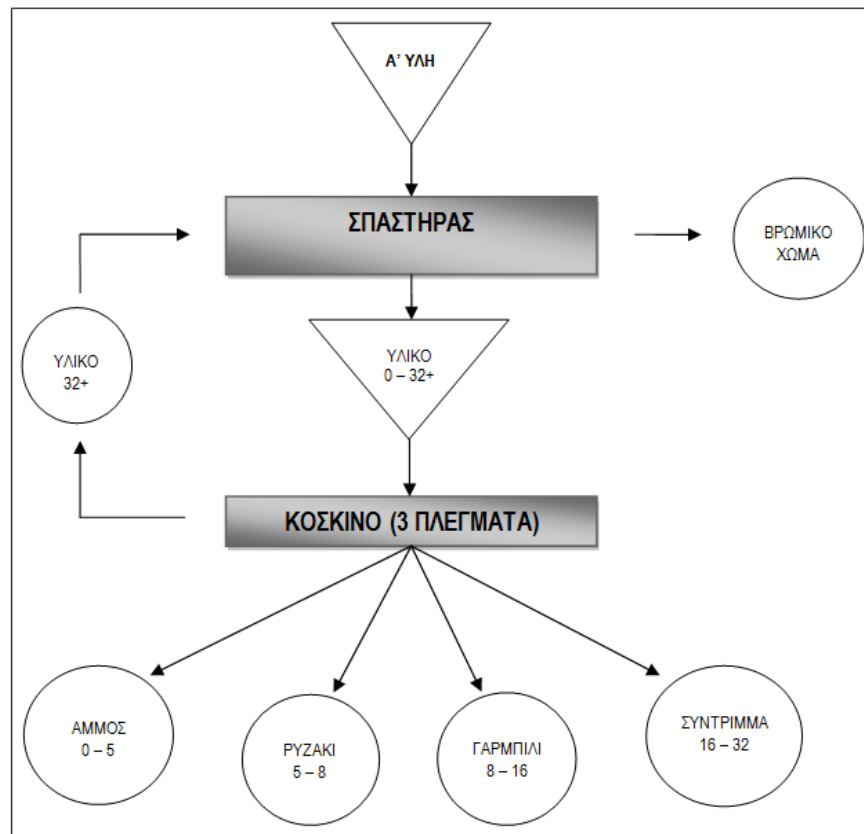 Α' ΥΛΗ
ΣΠΑΣΤΗΡΑΣ
ΒΡΩΜΙΚΟ
ΧΩΜΑ
ΥΛΙΚΟ
32+
ΥΛΙΚΟ
0 – 32+
ΚΟΣΚΙΝΟ (3 ΠΛΕΓΜΑΤΑ)
ΑΜΜΟΣ
0 – 5
ΡΥΖΑΚΙ
5 – 8
ΓΑΡΜΠΙΛΙ
8 – 16
ΣΥΝΤΡΙΜΜΑ
16 – 32